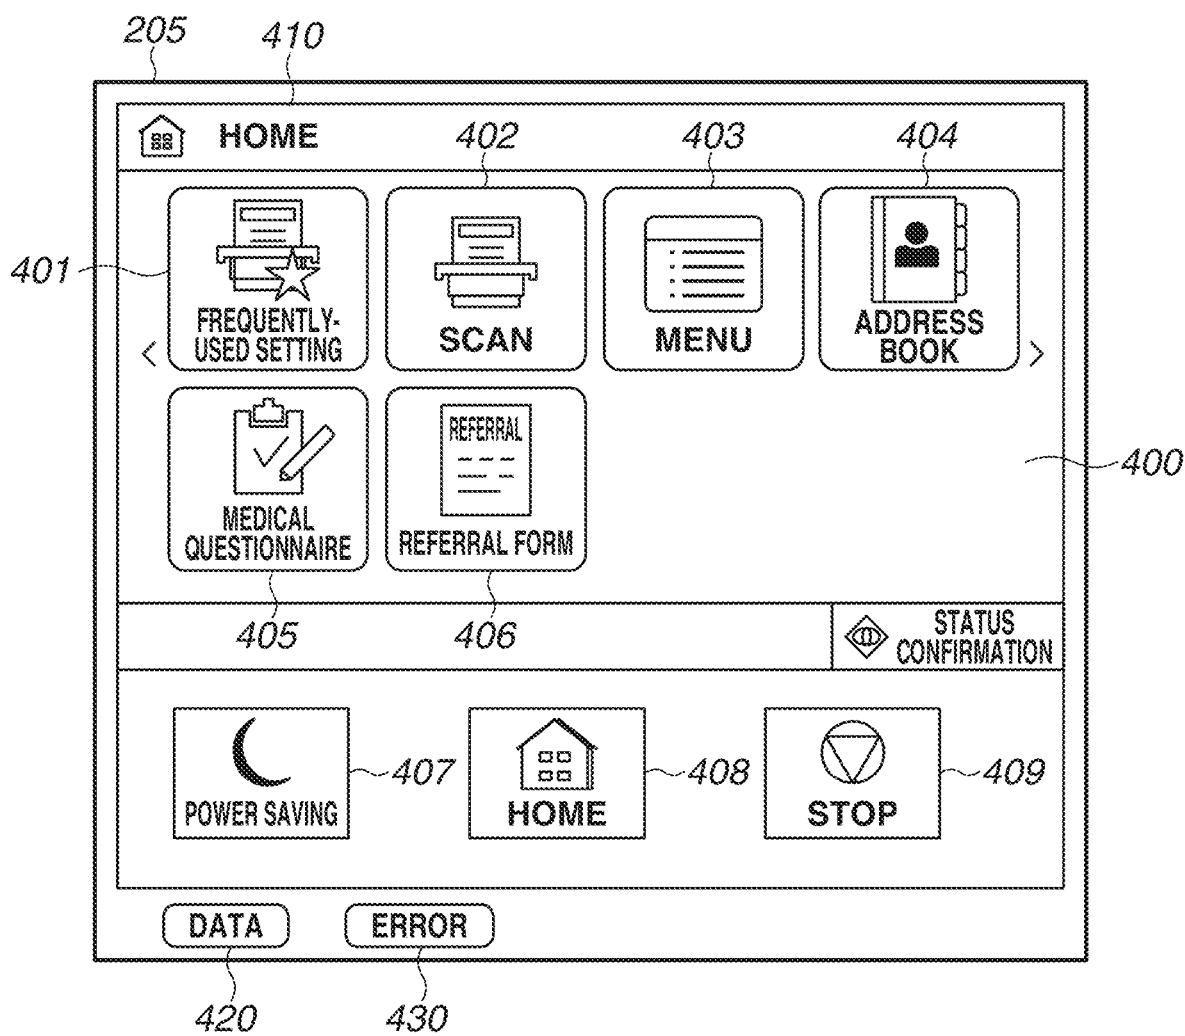 205
410
HOME
402
403
404
401
FREQUENTLY-
USED SETTING
SCAN
MENU
ADDRESS
BOOK
<
>
REFERRAL
400
MEDICAL
QUESTIONNAIRE
REFERRAL FORM
405
406
STATUS
CONFIRMATION
407
408
409
POWER SAVING
HOME
STOP
DATA
ERROR
420
430